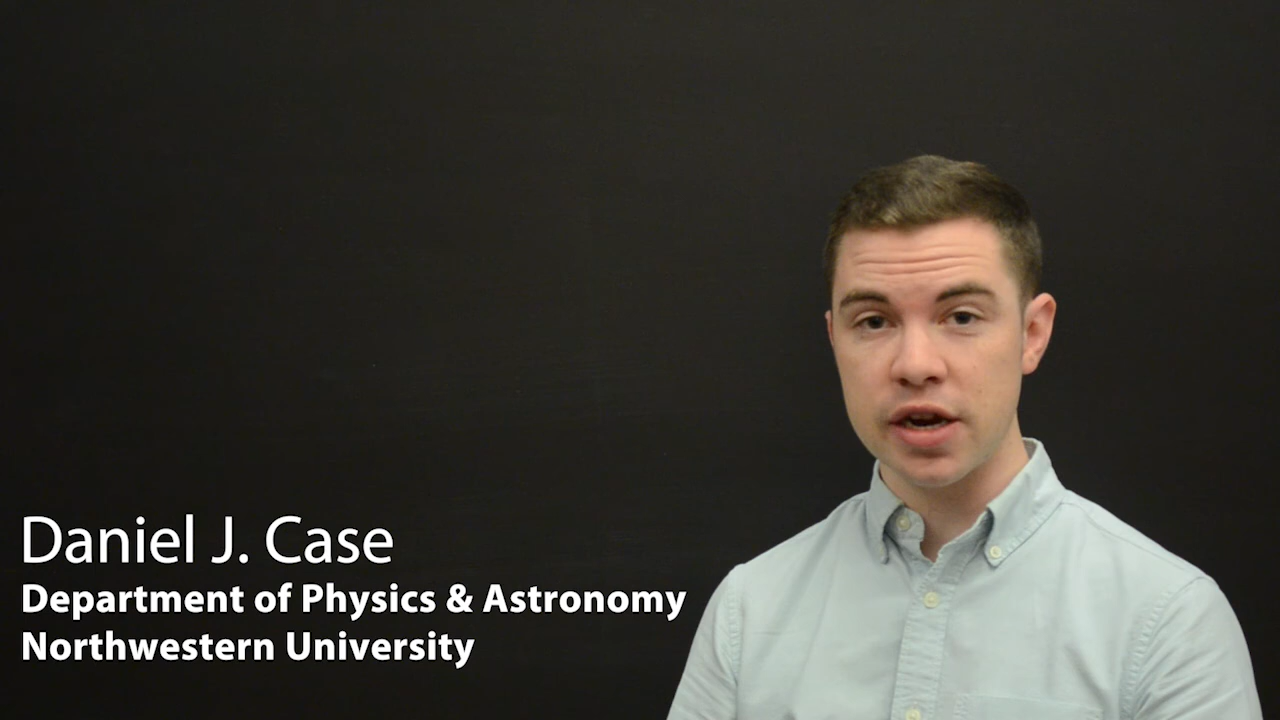 Daniel J. Case
Department of Physics & Astronomy
Northwestern University